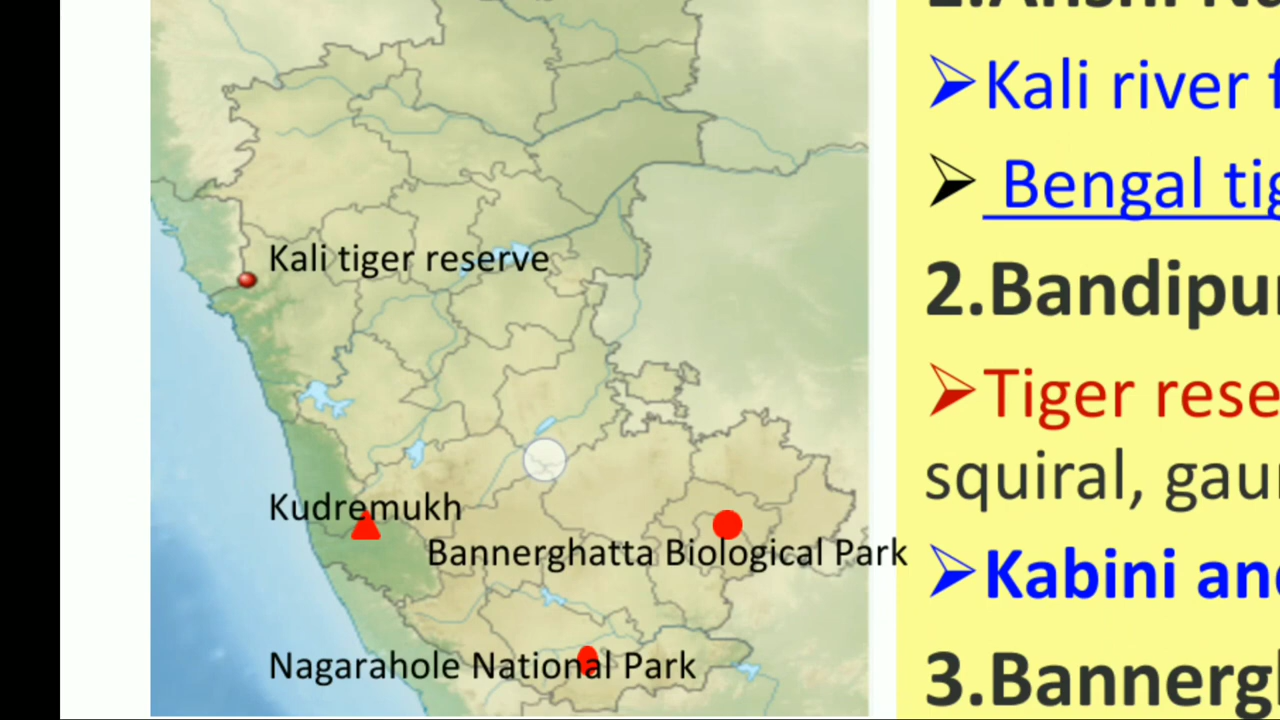 Kali tiger reserve
Kudremukh
Bannerghatta Biological Park
Nagarahole National Park
Kali river
Bengal
2.Bandipu
Tiger rese
squiral, gau
Kabini an
3.Bannerg